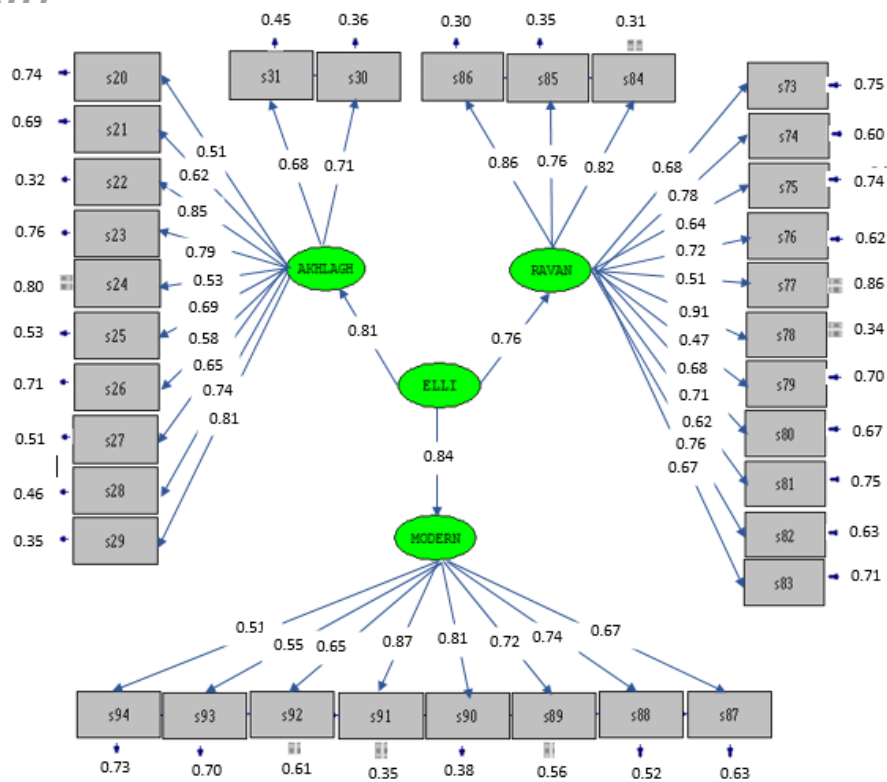 0.45 0.36 0.30 0.35 0.31
s31 s30 s86 s85 s84
0.74 s20
0.69 s21
0.32 s22
0.76 s23
0.80 s24
0.53 s25
0.71 s26
0.51 s27
0.46 s28
0.35 s29
0.51
0.62
0.85
0.79
0.53
0.69
0.58
0.65
0.74
0.81
0.68 0.71
AKHLAGH
0.86 0.76 0.82
RAVAN
0.68
0.78
0.64
0.72
0.51
0.91
0.47
0.68
0.71
0.62
0.76
0.67
s73 0.75
s74 0.60
s75 0.74
s76 0.62
s77 0.86
s78 0.34
s79 0.70
s80 0.67
s81 0.75
s82 0.63
s83 0.71
0.81 0.76
ELLI
0.84
MODERN
0.51 0.55 0.65 0.87 0.81 0.72 0.74 0.67
s94 s93 s92 s91 s90 s89 s88 s87
0.73 0.70 0.61 0.35 0.38 0.56 0.52 0.63